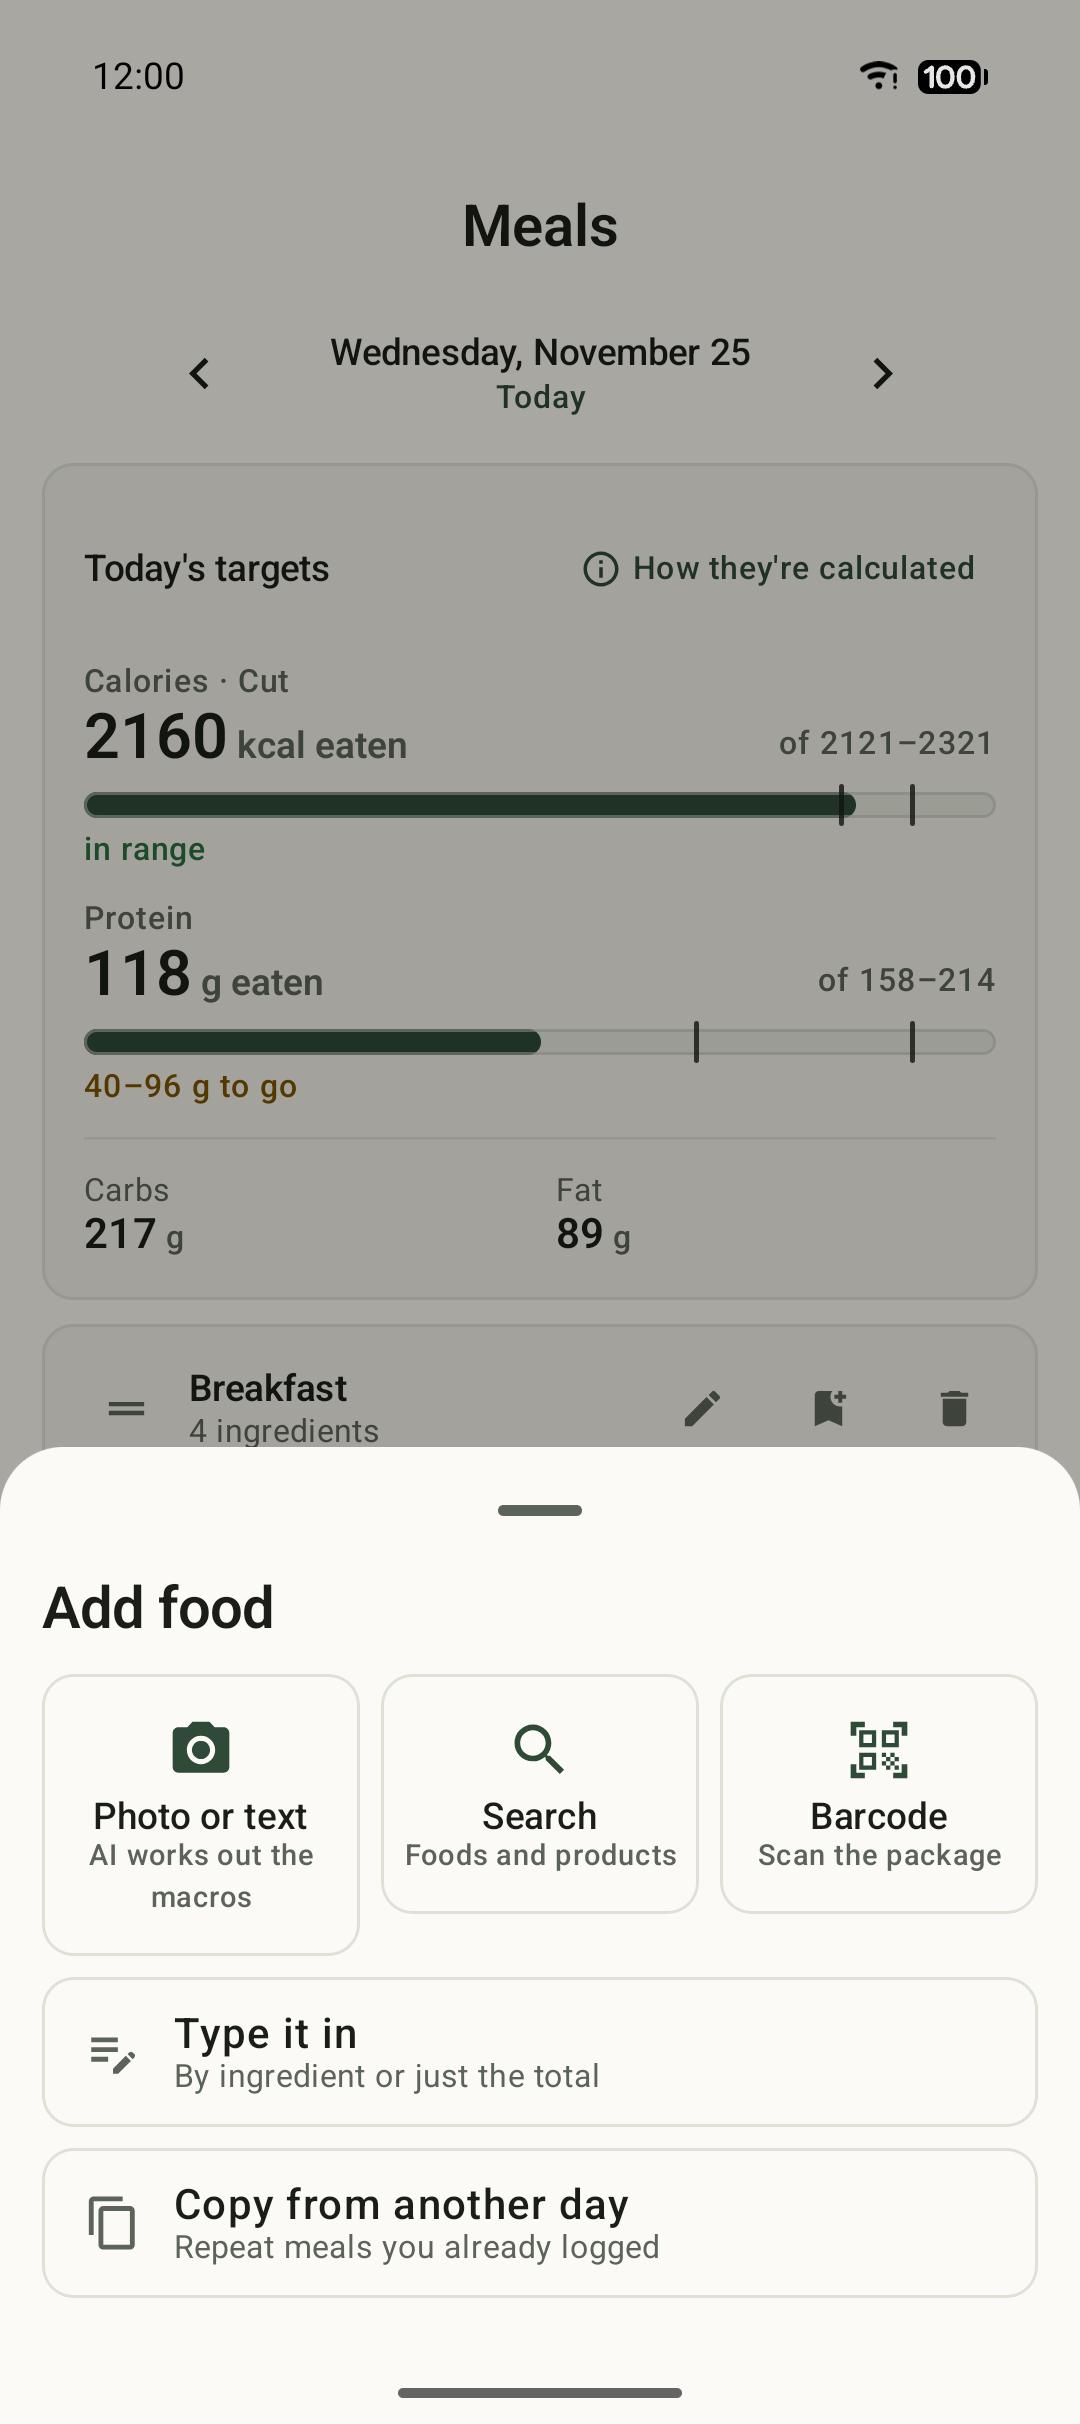 12:00
100
Meals
Wednesday, November 25
Today
Today's targets
How they're calculated
Calories · Cut
2160 kcal eaten
of 2121–2321
in range
Protein
118 g eaten
of 158–214
40–96 g to go
Carbs
Fat
217 g
89 g
Breakfast
4 ingredients
Add food
Photo or text
AI works out the
macros
Search
Foods and products
Barcode
Scan the package
Type it in
By ingredient or just the total
Copy from another day
Repeat meals you already logged